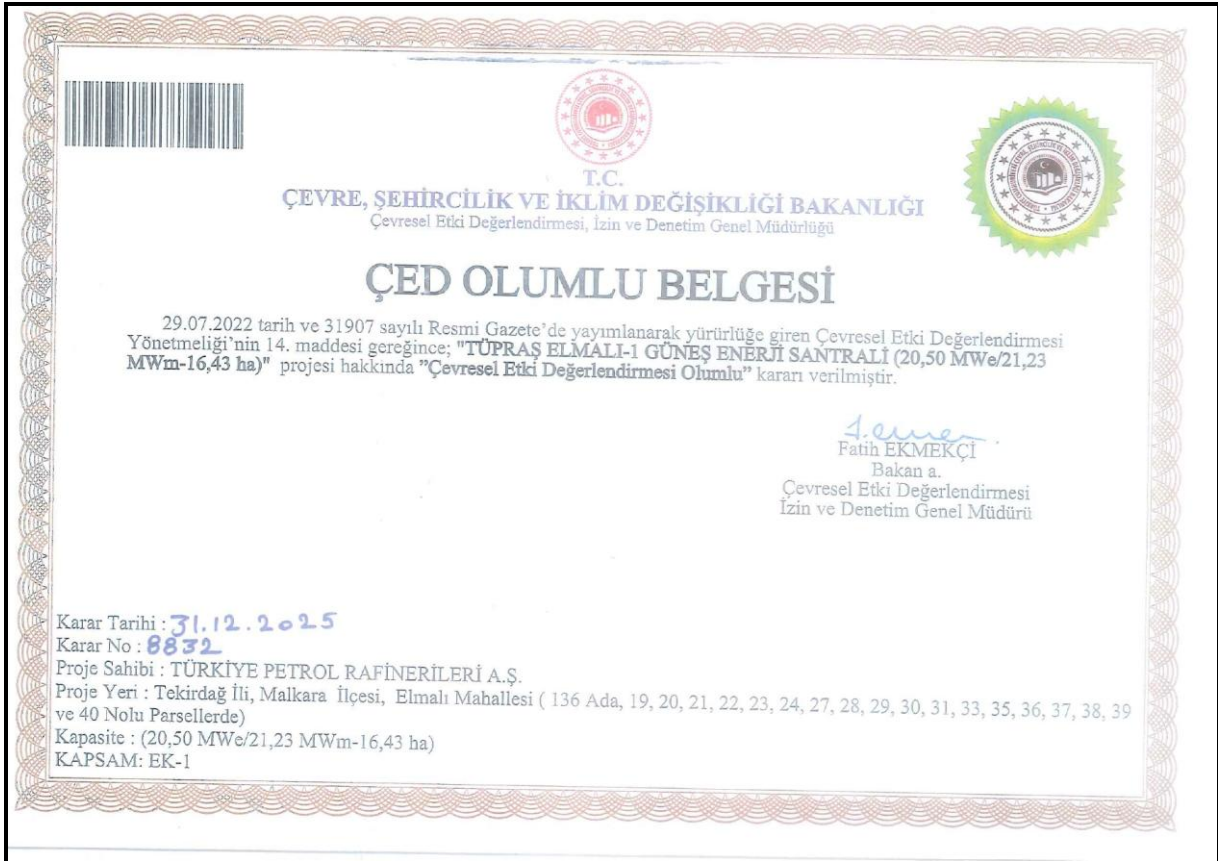 T.C.
ÇEVRE, ŞEHİRCİLİK VE İKLİM DEĞİŞİKLİĞİ BAKANLIĞI
Çevresel Etki Değerlendirmesi, İzin ve Denetim Genel Müdürlüğü
ÇED OLUMLU BELGESİ
29.07.2022 tarih ve 31907 sayılı Resmi Gazete'de yayımlanarak yürürlüğe giren Çevresel Etki Değerlendirmesi
Yönetmeliği'nin 14. maddesi gereğince; "TÜPRAŞ ELMALI-1 GÜNEŞ ENERJİ SANTRALİ (20,50 MWe/21,23
MWm-16,43 ha)" projesi hakkında "Çevresel Etki Değerlendirmesi Olumlu" kararı verilmiştir.
Fatih EKMEKÇİ
Bakan a.
Çevresel Etki Değerlendirmesi
İzin ve Denetim Genel Müdürü
Karar Tarihi : 31.12.2025
Karar No : 8832
Proje Sahibi : TÜRKİYE PETROL RAFİNERİLERİ A.Ş.
Proje Yeri : Tekirdağ İli, Malkara İlçesi, Elmalı Mahallesi ( 136 Ada, 19, 20, 21, 22, 23, 24, 27, 28, 29, 30, 31, 33, 35, 36, 37, 38, 39
ve 40 Nolu Parsellerde)
Kapasite : (20,50 MWe/21,23 MWm-16,43 ha)
KAPSAM: EK-1